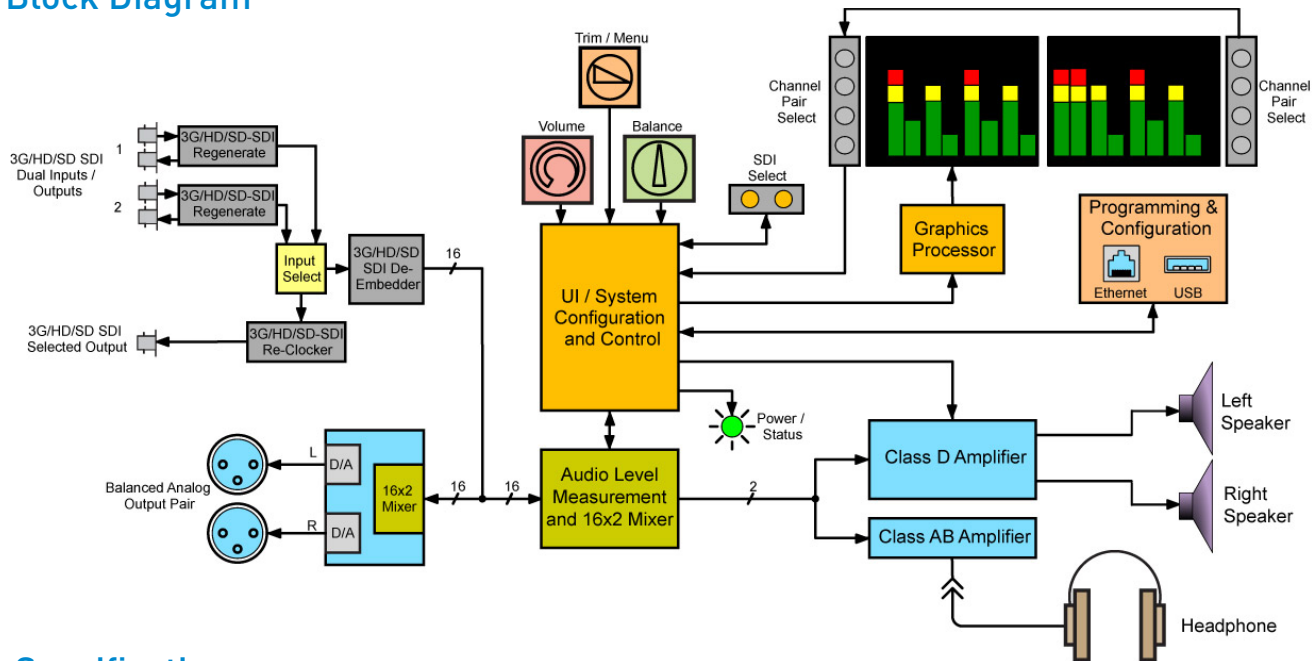 Block Diagram
Trim / Menu
Volume
Balance
SDI
Select
Channel
Pair
Select
Channel
Pair
Select
3G/HD/SD SDI
Dual Inputs /
Outputs
1
3G/HD/SD-SDI
Regenerate
2
3G/HD/SD-SDI
Regenerate
Input
Select
3G/HD/SD
SDI De-
Embedder
16
3G/HD/SD SDI
Selected Output
3G/HD/SD-SDI
Re-Clocker
UI / System
Configuration
and Control
Graphics
Processor
Programming &
Configuration
Ethernet
USB
Power /
Status
Balanced Analog
Output Pair
L
D/A
R
D/A
16x2
Mixer
16
16
Audio Level
Measurement
and 16x2 Mixer
2
Class D Amplifier
Class AB Amplifier
Left
Speaker
Right
Speaker
Headphone